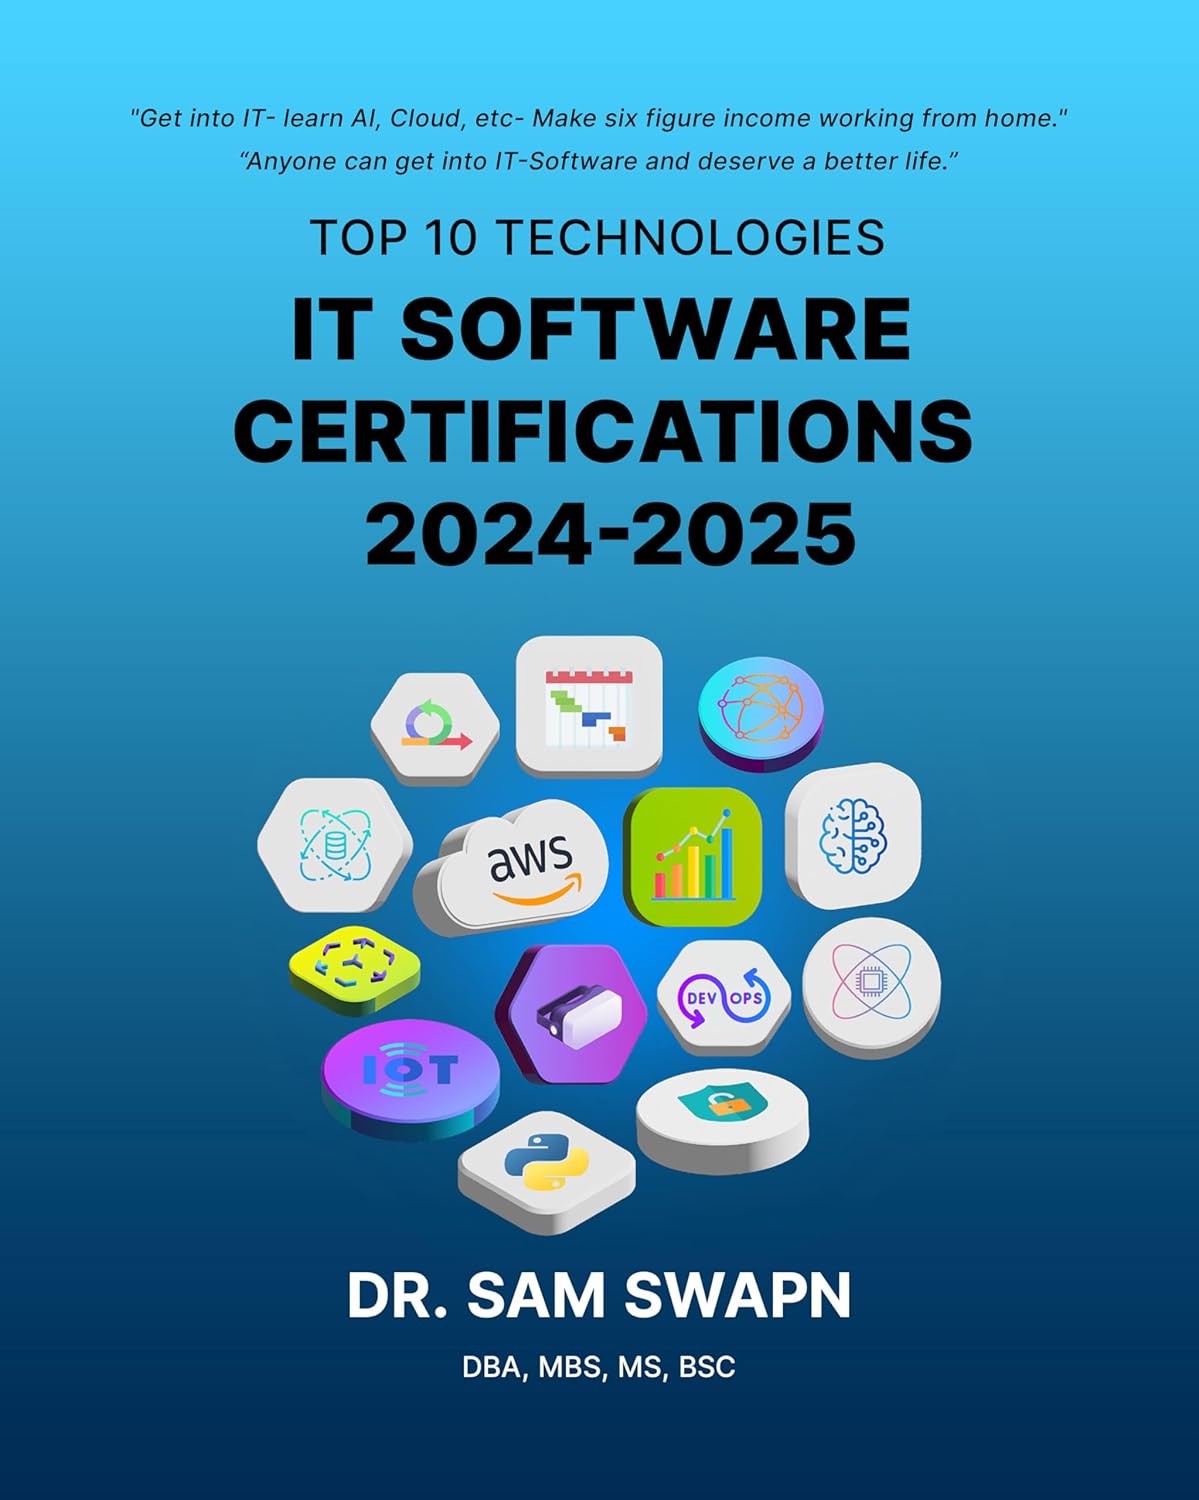 "Get into IT- learn AI, Cloud, etc- Make six figure income working from home."
“Anyone can get into IT-Software and deserve a better life.”
TOP 10 TECHNOLOGIES
IT SOFTWARE
CERTIFICATIONS
2024-2025
aws
DEV OPS
IOT
DR. SAM SWAPN
DBA, MBS, MS, BSC